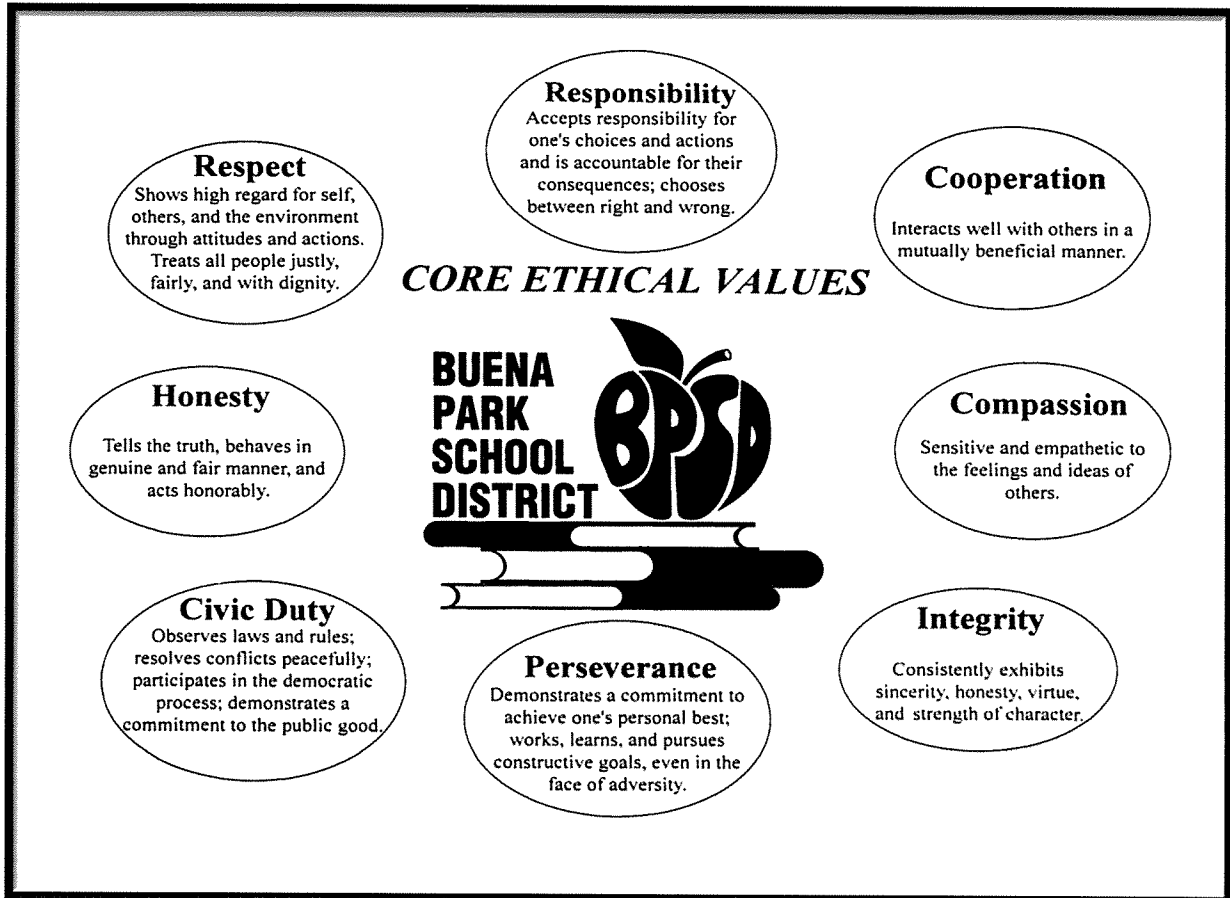 Responsibility
Accepts responsibility for
one's choices and actions
and is accountable for their
consequences; chooses
between right and wrong.
Respect
Shows high regard for self,
others, and the environment
through attitudes and actions.
Treats all people justly,
fairly, and with dignity.
Cooperation
Interacts well with others in a
mutually beneficial manner.
CORE ETHICAL VALUES
BUENA
PARK
SCHOOL
DISTRICT
BPSD
Honesty
Tells the truth, behaves in
genuine and fair manner, and
acts honorably.
Compassion
Sensitive and empathetic to
the feelings and ideas of
others.
Civic Duty
Observes laws and rules;
resolves conflicts peacefully;
participates in the democratic
process; demonstrates a
commitment to the public good.
Perseverance
Demonstrates a commitment to
achieve one's personal best;
works, learns, and pursues
constructive goals, even in the
face of adversity.
Integrity
Consistently exhibits
sincerity, honesty, virtue,
and strength of character.